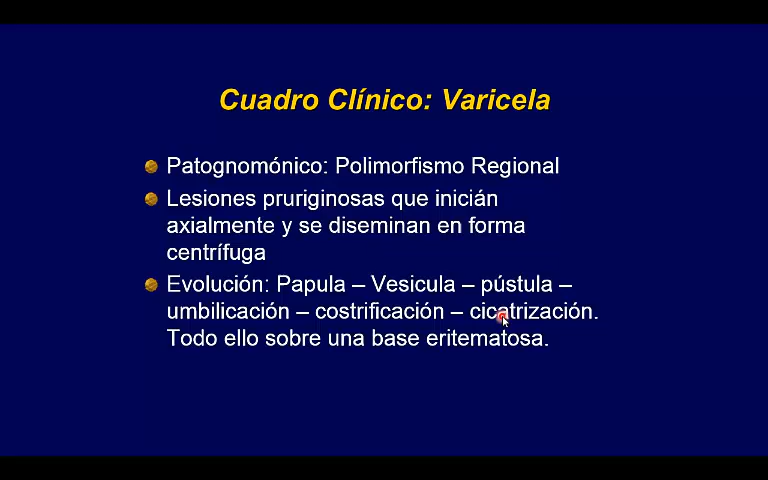 Cuadro Clínico: Varicela
Patognomónico: Polimorfismo Regional
Lesiones pruriginosas que inicián
axialmente y se diseminan en forma
centrífuga
Evolución: Papula – Vesicula – pústula –
umbilicación – costrificación – cicatrización.
Todo ello sobre una base eritematosa.